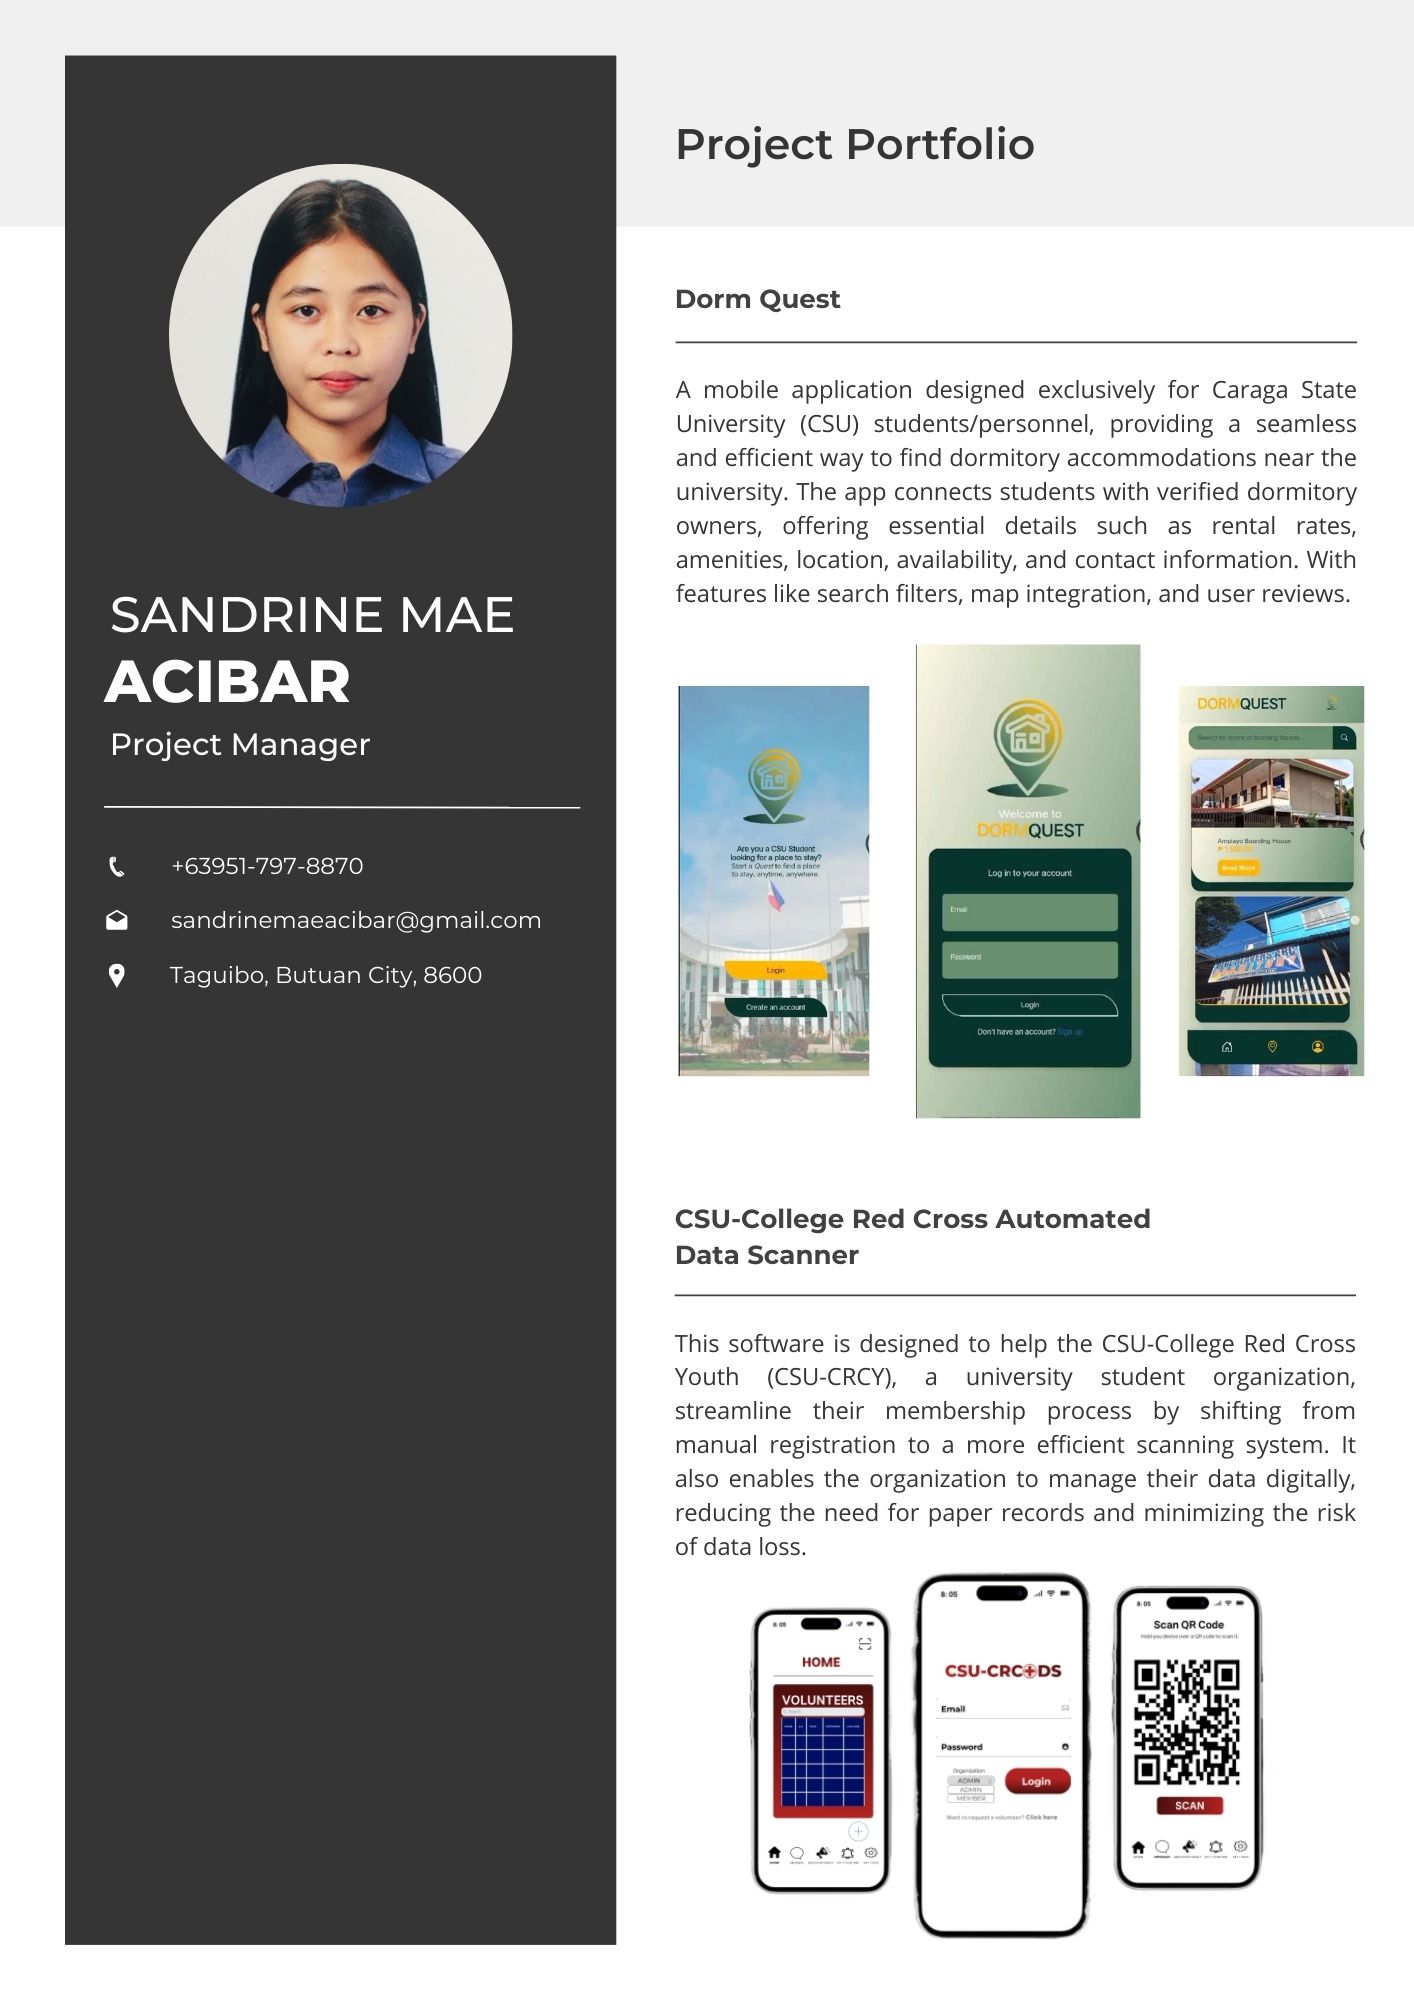 Project Portfolio
SANDRINE MAE
ACIBAR
Project Manager
+63951-797-8870
sandrinemaeacibar@gmail.com
Taguibo, Butuan City, 8600
Dorm Quest
A mobile application designed exclusively for Caraga State
University (CSU) students/personnel, providing a seamless
and efficient way to find dormitory accommodations near the
university. The app connects students with verified dormitory
owners, offering essential details such as rental rates,
amenities, location, availability, and contact information. With
features like search filters, map integration, and user reviews.
Are you a CSU Student
looking for a place to stay?
Start a Quest to find a place
to stay, anytime, anywhere.
Login
Create an account
Welcome to
DORMQUEST
Log in to your account
Email
Password
Login
Don't have an account? Sign up
DORMQUEST
Search for dorms or boarding houses...
Amplayo Boarding House
₱ 1,500.00
Read More
CSU-College Red Cross Automated
Data Scanner
This software is designed to help the CSU-College Red Cross
Youth (CSU-CRCY), a university student organization,
streamline their membership process by shifting from
manual registration to a more efficient scanning system. It
also enables the organization to manage their data digitally,
reducing the need for paper records and minimizing the risk
of data loss.
8:05
HOME
VOLUNTEERS
Search
HOME
8:05
CSU-CRC DS
Email
Password
Organization
ADMIN
ADMIN
MEMBER
Login
Want to request a volunteer? Click here
8:05
Scan QR Code
Hold you device over a QR code to scan it.
SCAN